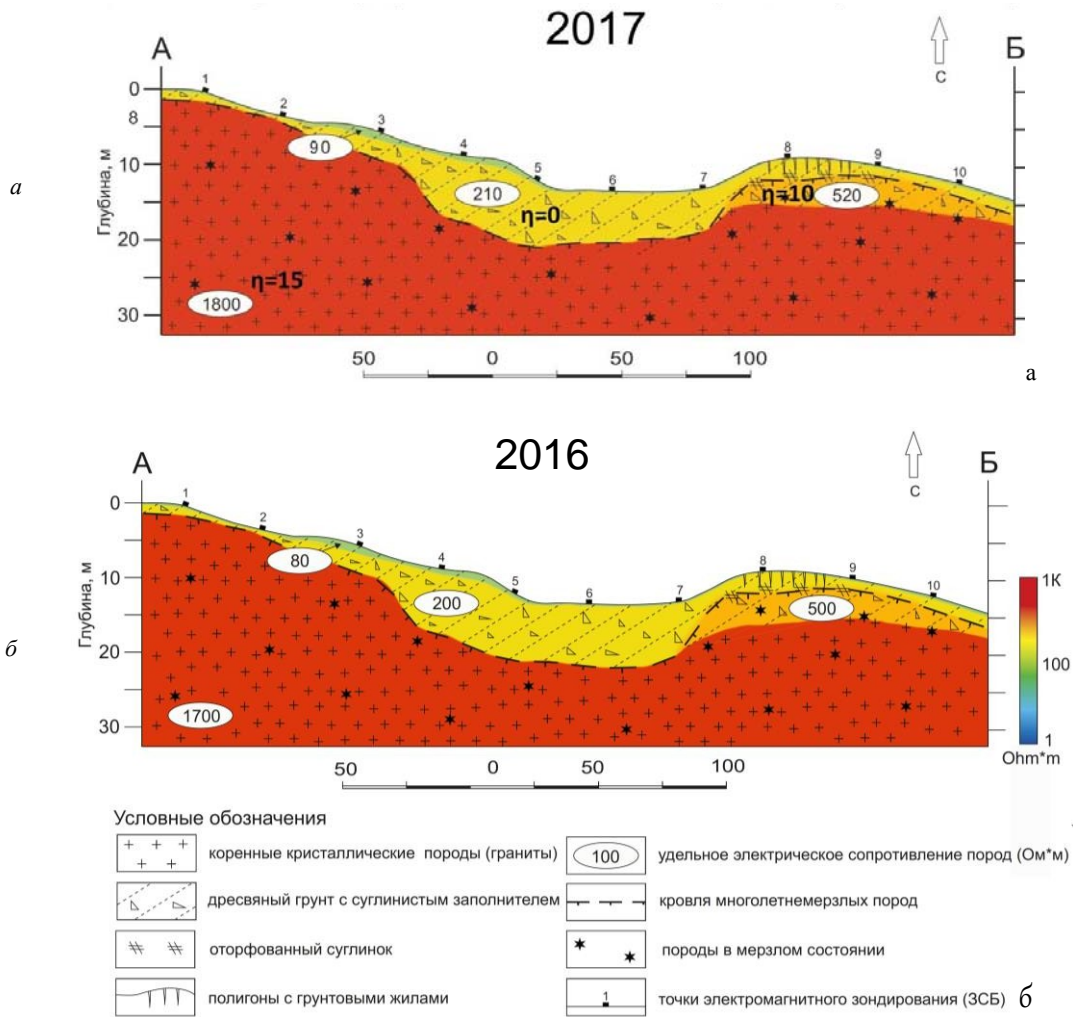 2017
А
Б
С
1
2
3
4
5
6
7
8
9
10
0
8
10
20
30
Глубина, м
а
90
210
η=0
η=10
520
η=15
1800
50 0 50 100
а
2016
А
Б
С
1
2
3
4
5
6
7
8
9
10
0
10
20
30
Глубина, м
б
80
200
500
1700
1K
100
1
Ohm*m
50 0 50 100
Условные обозначения
коренные кристаллические породы (граниты)
100
удельное электрическое сопротивление пород (Ом*м)
дресвяный грунт с суглинистым заполнителем
кровля многолетнемерзлых пород
оторфованный суглинок
породы в мерзлом состоянии
полигоны с грунтовыми жилами
1
точки электромагнитного зондирования (ЗСБ)
б